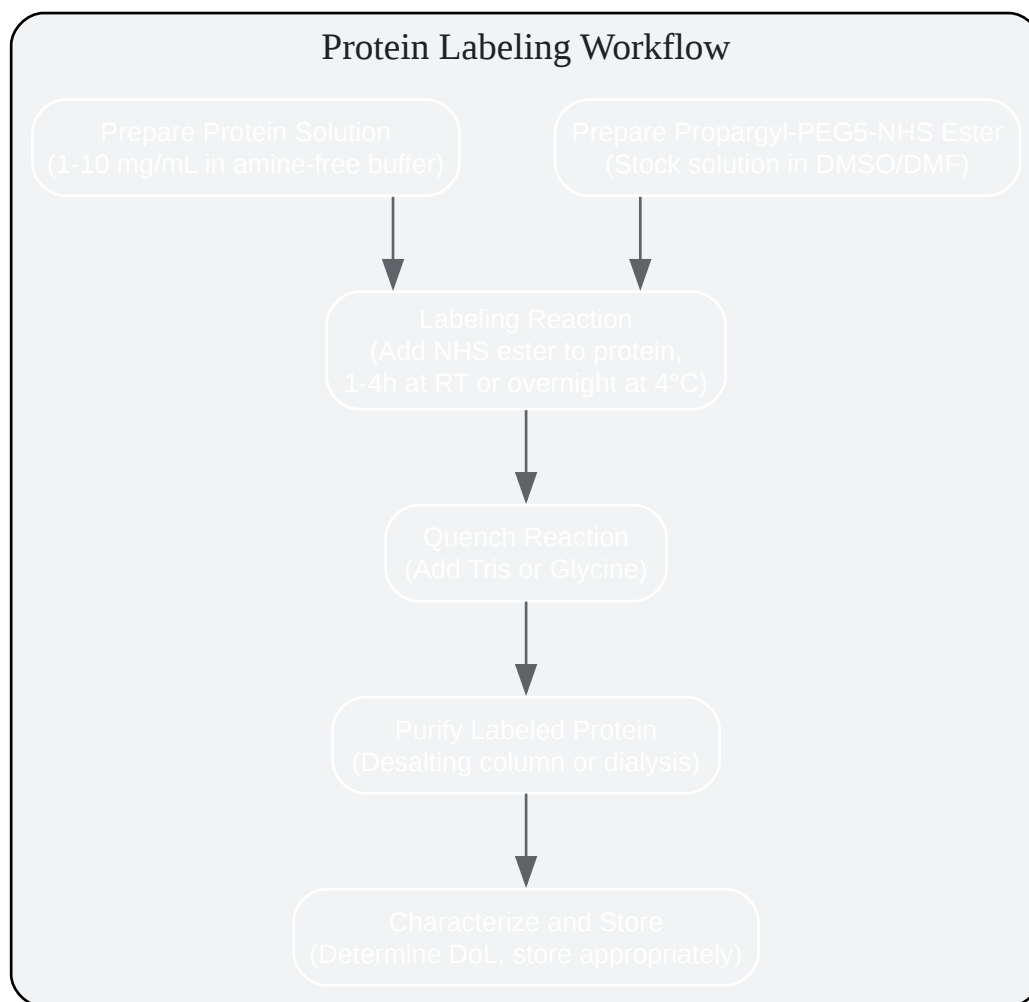 Protein Labeling Workflow
Prepare Protein Solution
(1-10 mg/mL in amine-free buffer)
Prepare Propargyl-PEG5-NHS Ester
(Stock solution in DMSO/DMF)
Labeling Reaction
(Add NHS ester to protein,
1-4h at RT or overnight at 4°C)
Quench Reaction
(Add Tris or Glycine)
Purify Labeled Protein
(Desalting column or dialysis)
Characterize and Store
(Determine DoL, store appropriately)